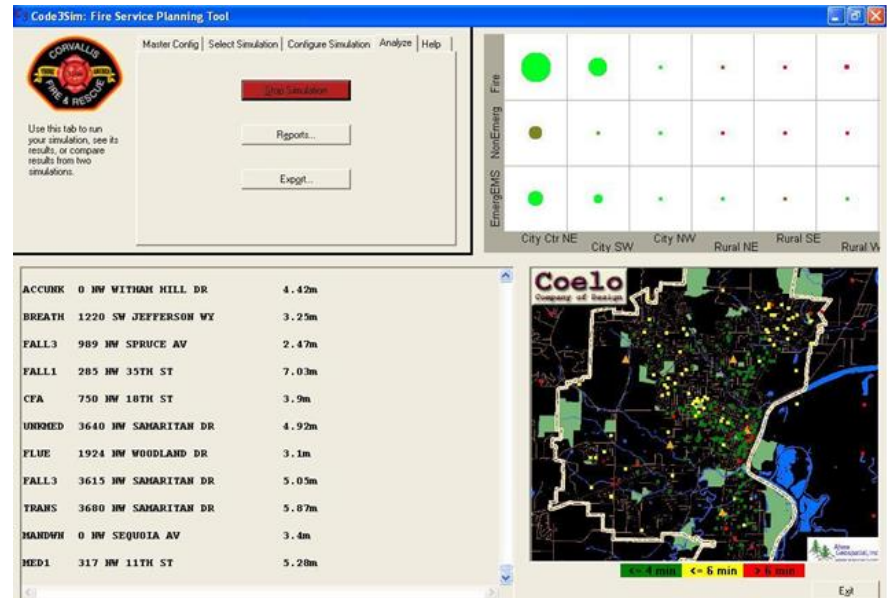 Code3Sim: Fire Service Planning Tool
CORVALLIS
FIRE & RESCUE
Master Config Select Simulation Configure Simulation Analyze Help
Use this tab to run
your simulation, see its
results, or compare
results from two
simulations.
Stop Simulation
Reports...
Export...
Fire
NonEmerg
EmergEMS
City Ctr NE
City SW
City NW
Rural NE
Rural SE
Rural W
ACCUNK 0 NW WITHAM HILL DR 4.42m
BREATH 1220 SW JEFFERSON WY 3.25m
FALL3 989 NW SPRUCE AV 2.47m
FALL1 285 NW 35TH ST 7.03m
CFA 750 NW 18TH ST 3.9m
UNKMED 3640 NW SAMARITAN DR 4.92m
FLUE 1924 NW WOODLAND DR 3.1m
FALL3 3615 NW SAMARITAN DR 5.05m
TRANS 3680 NW SAMARITAN DR 5.87m
MANDWN 0 NW SEQUOIA AV 3.4m
MED1 317 NW 11TH ST 5.28m
Coelo
Company of Design
Geospatial, Inc
<= 4 min <= 6 min > 6 min
Exit